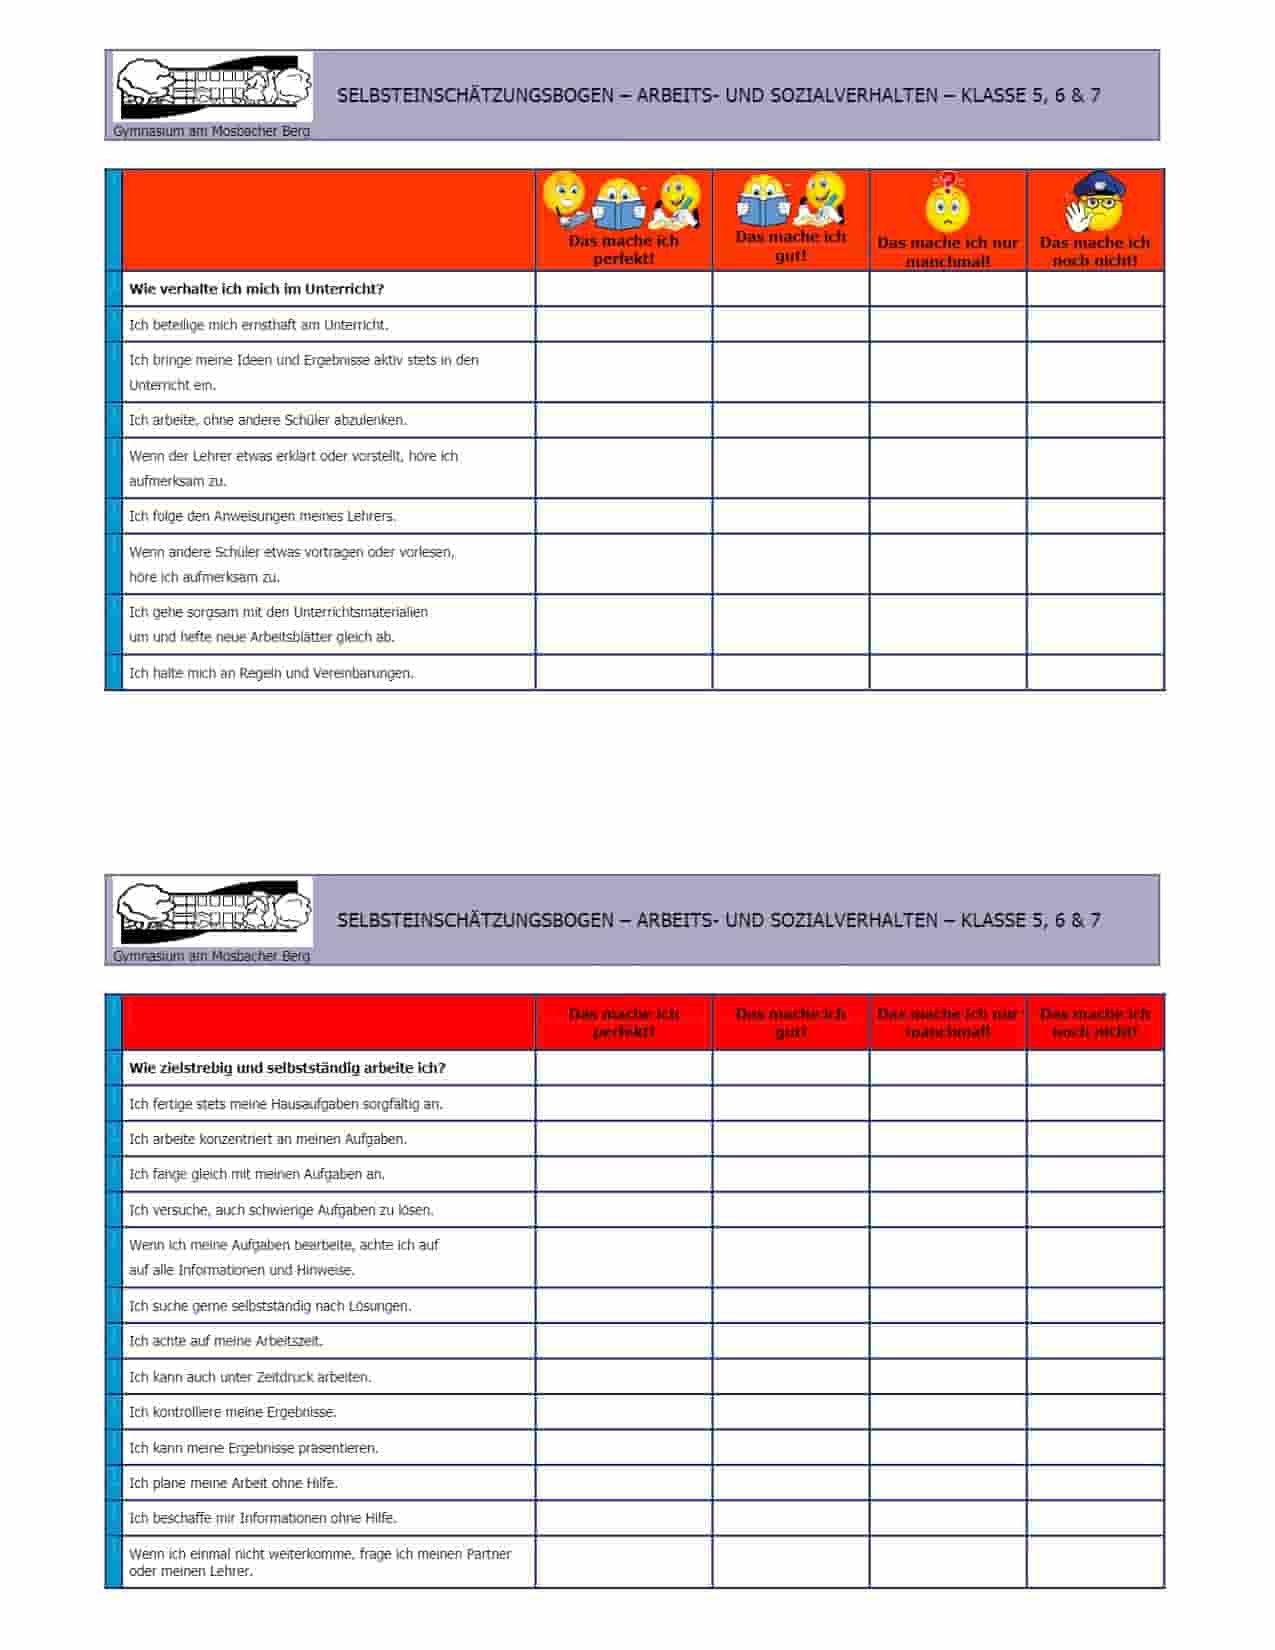 SELBSTEINSCHÄTZUNGSBOGEN – ARBEITS- UND SOZIALVERHALTEN – KLASSE 5, 6 & 7
Gymnasium am Mosbacher Berg
Das mache ich
perfekt!
Das mache ich
gut!
Das mache ich nur
manchmal!
Das mache ich
noch nicht!
Wie verhalte ich mich im Unterricht?
Ich beteilige mich ernsthaft am Unterricht.
Ich bringe meine Ideen und Ergebnisse aktiv stets in den
Unterricht ein.
Ich arbeite, ohne andere Schüler abzulenken.
Wenn der Lehrer etwas erklärt oder vorstellt, höre ich
aufmerksam zu.
Ich folge den Anweisungen meines Lehrers.
Wenn andere Schüler etwas vortragen oder vorlesen,
höre ich aufmerksam zu.
Ich gehe sorgsam mit den Unterrichtsmaterialien
um und hefte neue Arbeitsblätter gleich ab.
Ich halte mich an Regeln und Vereinbarungen.
SELBSTEINSCHÄTZUNGSBOGEN – ARBEITS- UND SOZIALVERHALTEN – KLASSE 5, 6 & 7
Gymnasium am Mosbacher Berg
Das mache ich
perfekt!
Das mache ich
gut!
Das mache ich nur
manchmal!
Das mache ich
noch nicht!
Wie zielstrebig und selbstständig arbeite ich?
Ich fertige stets meine Hausaufgaben sorgfältig an.
Ich arbeite konzentriert an meinen Aufgaben.
Ich fange gleich mit meinen Aufgaben an.
Ich versuche, auch schwierige Aufgaben zu lösen.
Wenn ich meine Aufgaben bearbeite, achte ich auf
auf alle Informationen und Hinweise.
Ich suche gerne selbstständig nach Lösungen.
Ich achte auf meine Arbeitszeit.
Ich kann auch unter Zeitdruck arbeiten.
Ich kontrolliere meine Ergebnisse.
Ich kann meine Ergebnisse präsentieren.
Ich plane meine Arbeit ohne Hilfe.
Ich beschaffe mir Informationen ohne Hilfe.
Wenn ich einmal nicht weiterkomme, frage ich meinen Partner
oder meinen Lehrer.